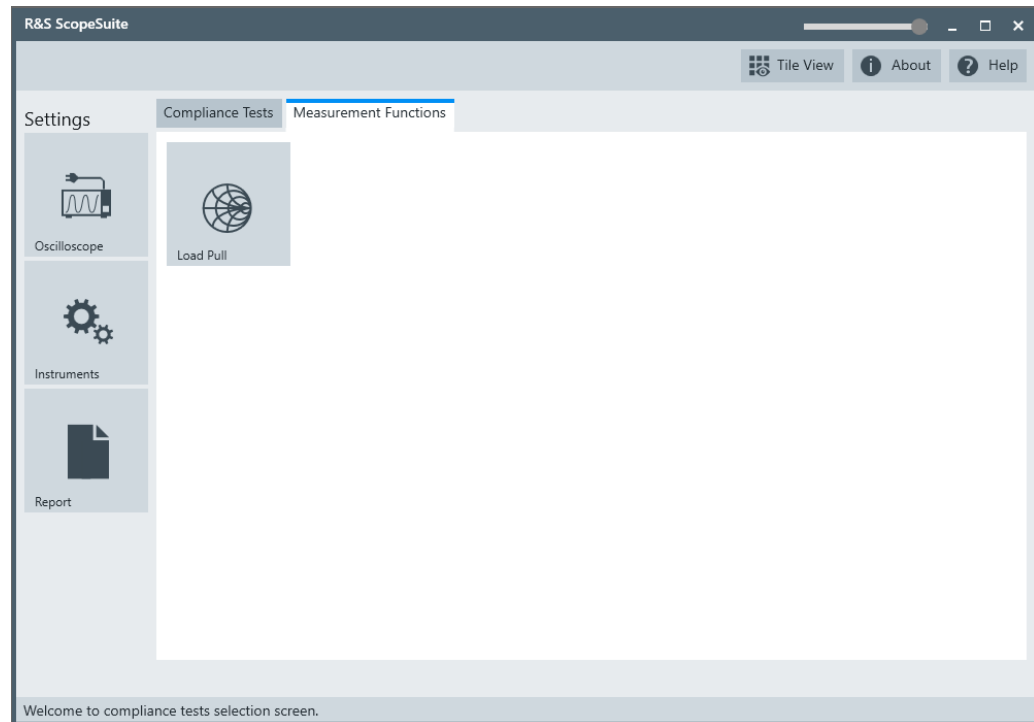 R&S ScopeSuite
Tile View
About
Help
Settings
Compliance Tests
Measurement Functions
Oscilloscope
Load Pull
Instruments
Report
Welcome to compliance tests selection screen.